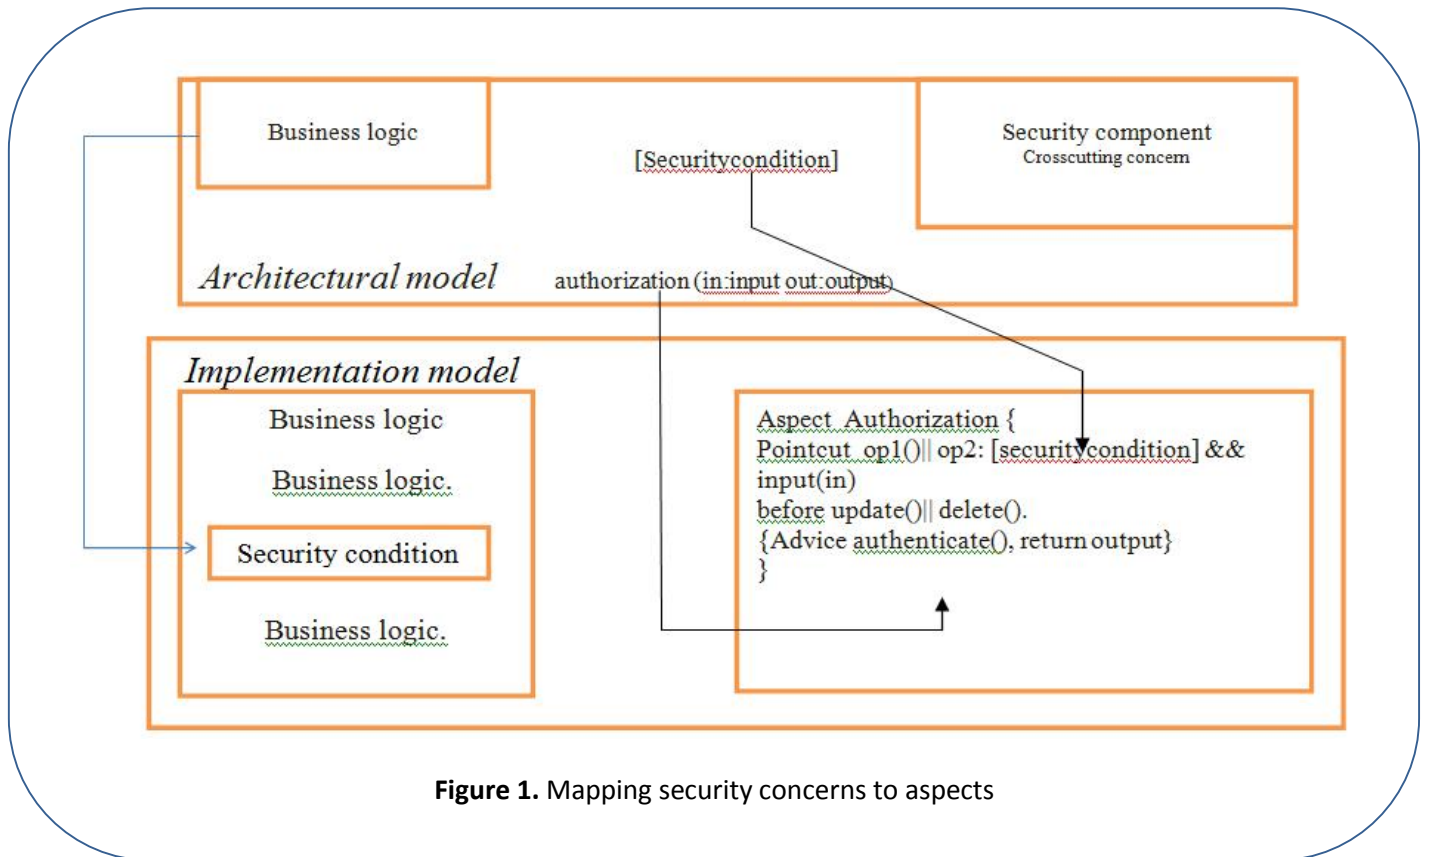 Business logic
Security component
Crosscutting concern
[Securitycondition]
Architectural model
authorization (in:input out:output)
Implementation model
Business logic
Business logic.
Security condition
Business logic.
Aspect Authorization {
Pointcut op1()|| op2: [securitycondition] &&
input(in)
before update()|| delete().
{Advice authenticate(), return output}
}
Figure 1. Mapping security concerns to aspects